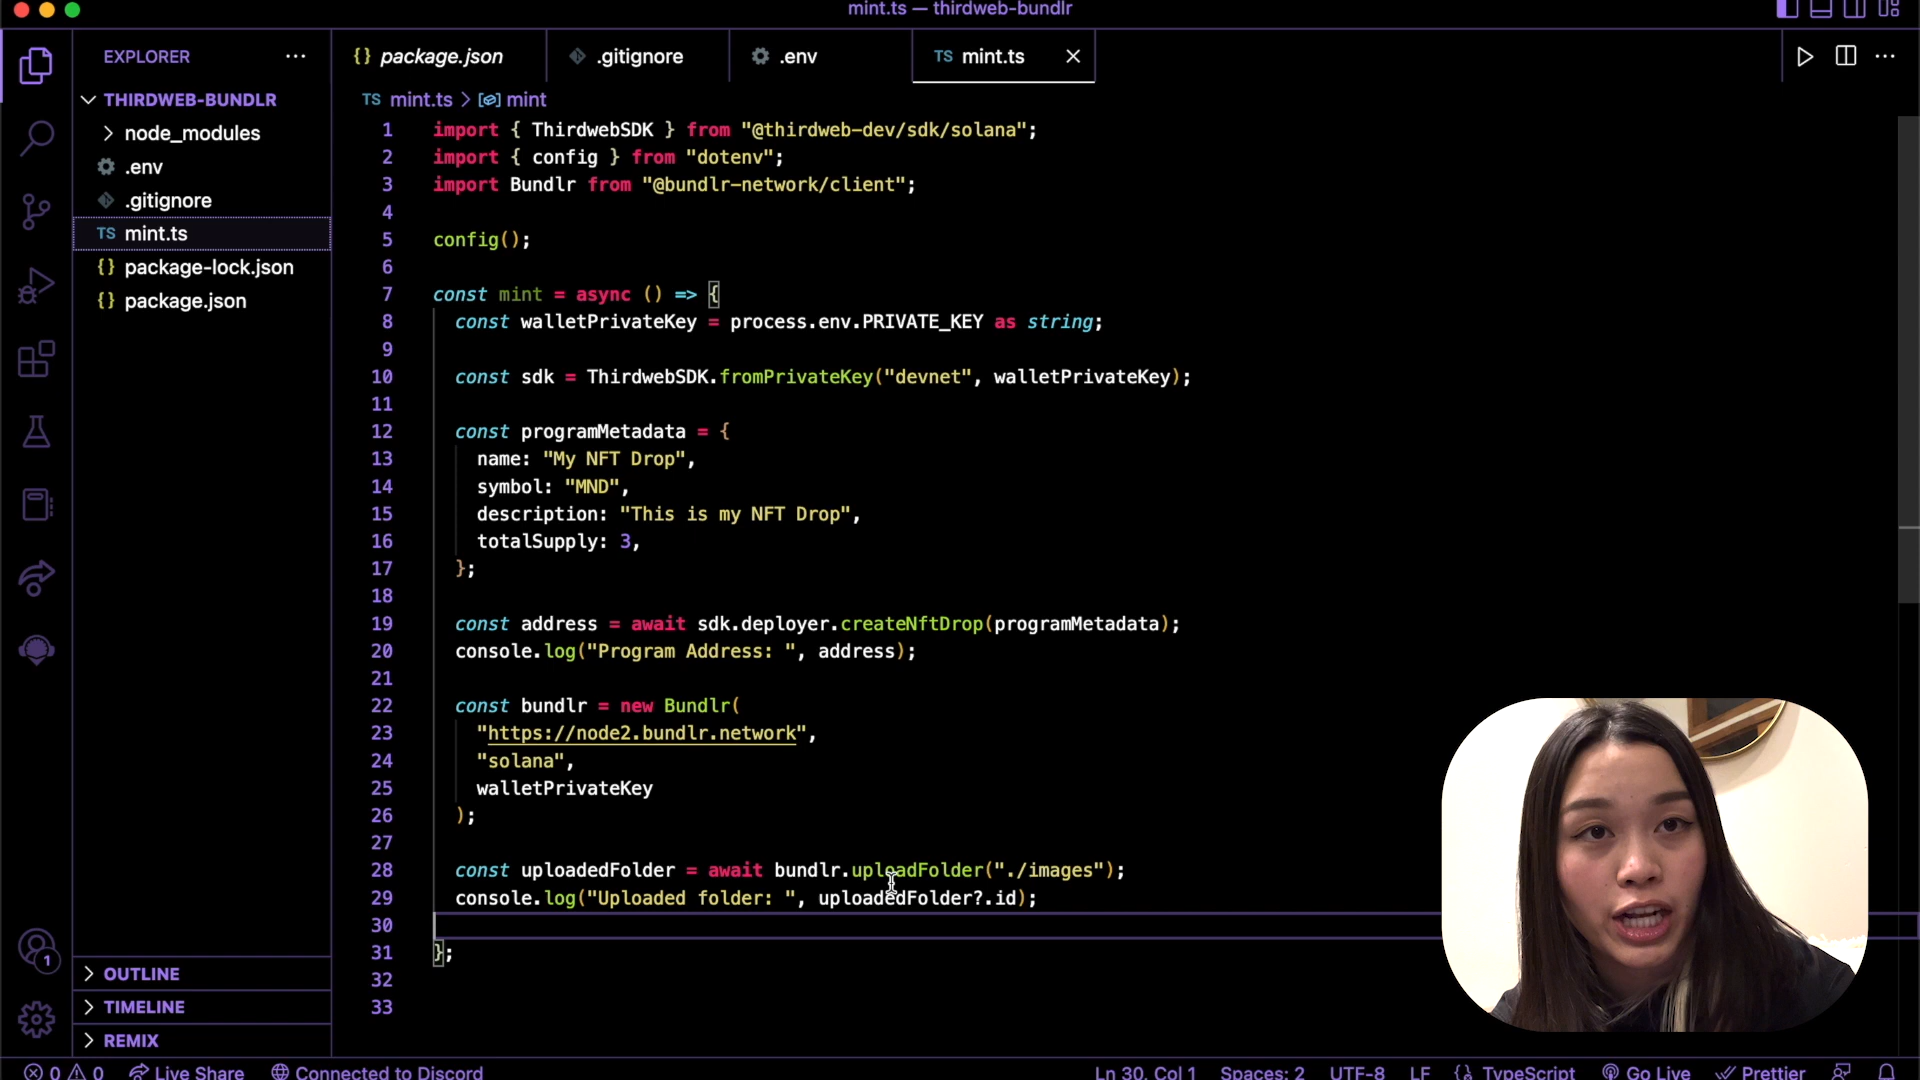 mint.ts — thirdweb-bundlr
EXPLORER
THIRDWEB-BUNDLR
node_modules
.env
.gitignore
TS mint.ts
{} package-lock.json
{} package.json
OUTLINE
TIMELINE
REMIX
1
{} package.json
.gitignore
.env
TS mint.ts
TS mint.ts > mint
1 import { ThirdwebSDK } from "@thirdweb-dev/sdk/solana";
2 import { config } from "dotenv";
3 import Bundlr from "@bundlr-network/client";
4
5 config();
6
7 const mint = async () => {
8 const walletPrivateKey = process.env.PRIVATE_KEY as string;
9
10 const sdk = ThirdwebSDK.fromPrivateKey("devnet", walletPrivateKey);
11
12 const programMetadata = {
13 name: "My NFT Drop",
14 symbol: "MND",
15 description: "This is my NFT Drop",
16 totalSupply: 3,
17 };
18
19 const address = await sdk.deployer.createNftDrop(programMetadata);
20 console.log("Program Address: ", address);
21
22 const bundlr = new Bundlr(
23 "https://node2.bundlr.network",
24 "solana",
25 walletPrivateKey
26 );
27
28 const uploadedFolder = await bundlr.uploadFolder("./images");
29 console.log("Uploaded folder: ", uploadedFolder?.id);
30
31 };
32
33
0 0 Live Share Connected to Discord Ln 30, Col 1 Spaces: 2 UTF-8 LF {} TypeScript Go Live Prettier